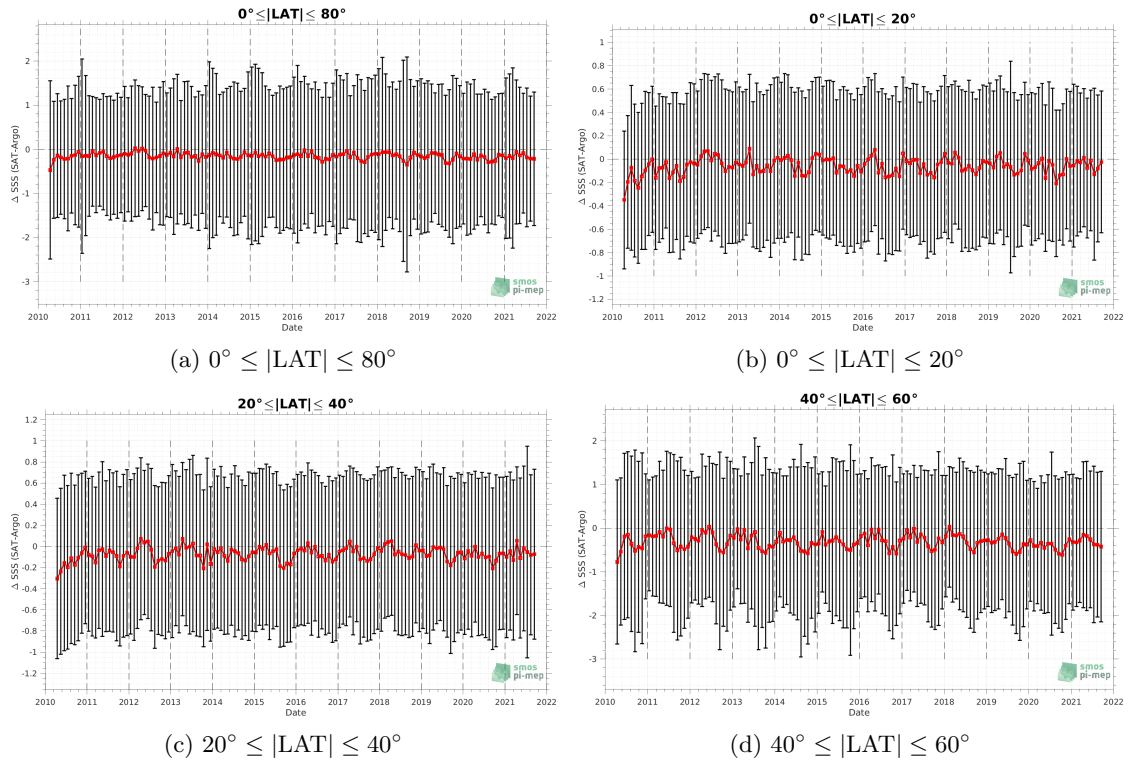 0°≤|LAT|≤ 80°
Δ SSS (SAT-Argo)
2
1
0
-1
-2
-3
2010 2011 2012 2013 2014 2015 2016 2017 2018 2019 2020 2021 2022
Date
smos
pi-mep
(a) 0° ≤ |LAT| ≤ 80°
0°≤|LAT|≤ 20°
Δ SSS (SAT-Argo)
1
0.8
0.6
0.4
0.2
0
-0.2
-0.4
-0.6
-0.8
-1
-1.2
2010 2011 2012 2013 2014 2015 2016 2017 2018 2019 2020 2021 2022
Date
smos
pi-mep
(b) 0° ≤ |LAT| ≤ 20°
20°≤|LAT|≤ 40°
Δ SSS (SAT-Argo)
1.2
1
0.8
0.6
0.4
0.2
0
-0.2
-0.4
-0.6
-0.8
-1
-1.2
2010 2011 2012 2013 2014 2015 2016 2017 2018 2019 2020 2021 2022
Date
smos
pi-mep
(c) 20° ≤ |LAT| ≤ 40°
40°≤|LAT|≤ 60°
Δ SSS (SAT-Argo)
2
1
0
-1
-2
-3
2010 2011 2012 2013 2014 2015 2016 2017 2018 2019 2020 2021 2022
Date
smos
pi-mep
(d) 40° ≤ |LAT| ≤ 60°